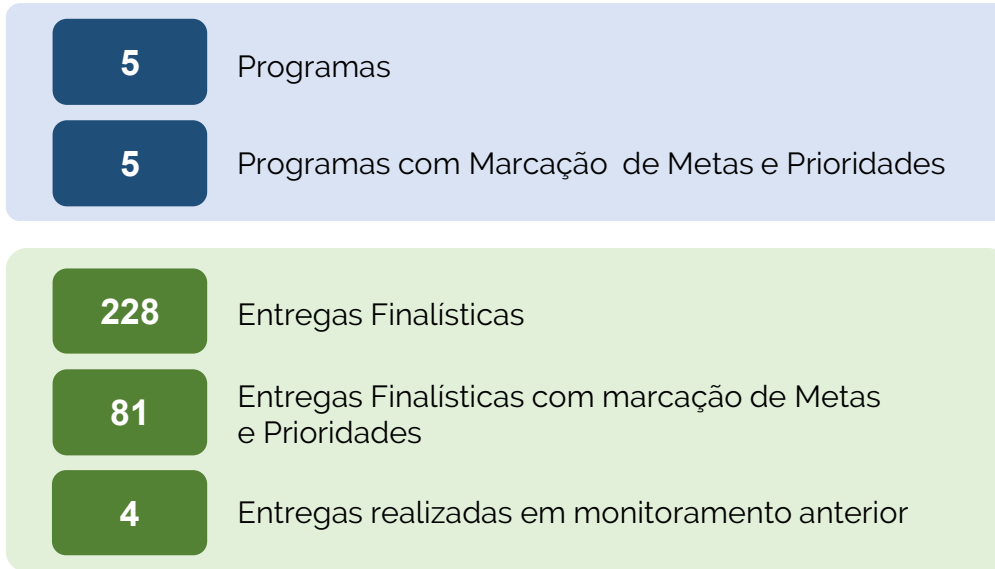 5
Programas
5
Programas com Marcação de Metas e Prioridades
228
Entregas Finalísticas
81
Entregas Finalísticas com marcação de Metas
e Prioridades
4
Entregas realizadas em monitoramento anterior